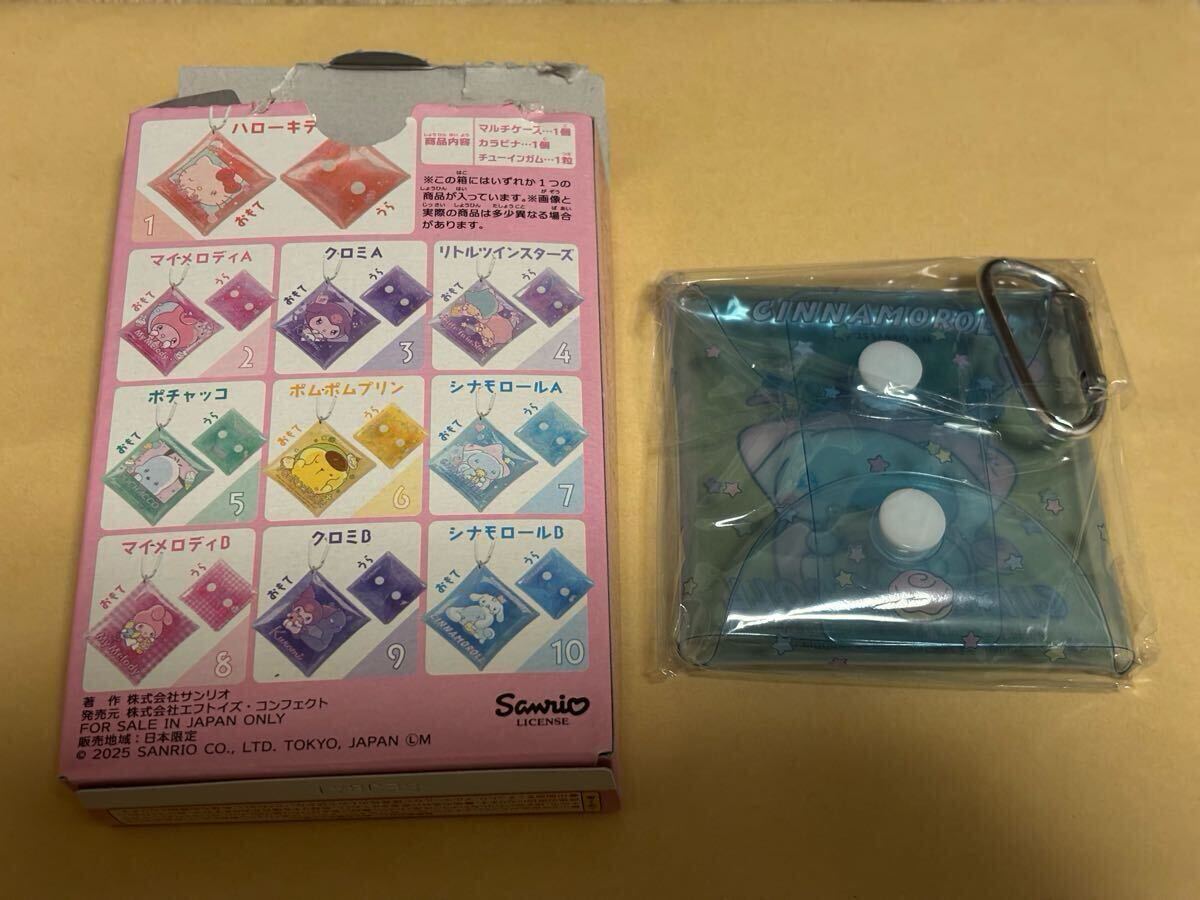 ハローキテ
おもて
うら
1
しょうひんないよう
商品内容
マルチケース…1個
カラビナ…1個
チューインガム…1粒
※この箱にはいずれか1つの
商品が入っています。※画像と
実際の商品は多少異なる場合
があります。
マイメロディA
おもて
うら
My Melody
2
クロミA
おもて
うら
3
リトルツインスターズ
おもて
うら
4
ポチャッコ
おもて
うら
5
ポムポムプリン
おもて
うら
6
シナモロールA
おもて
うら
7
マイメロディB
おもて
うら
My Melody
8
クロミB
おもて
うら
Kuromi
9
シナモロールB
おもて
うら
CINNAMOROLL
10
著 作 株式会社サンリオ
発売元 株式会社エフトイズ・コンフェクト
FOR SALE IN JAPAN ONLY
販売地域:日本限定
© 2025 SANRIO CO., LTD. TOKYO, JAPAN ⓁM
Sanrio
LICENSE
CINNAMOROLL